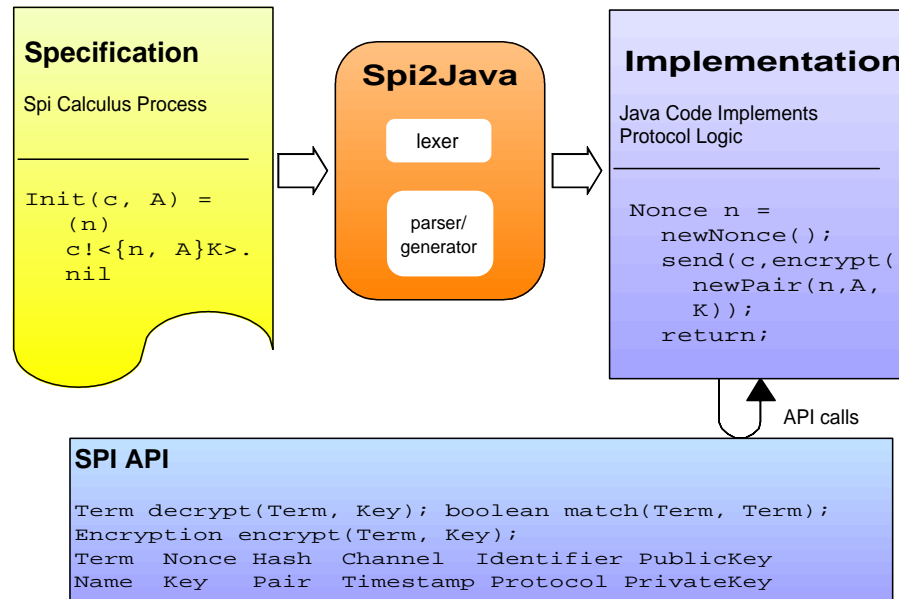 Specification
Spi Calculus Process
Init(c, A) =
(n)
c!<{n, A}K>.
nil
Spi2Java
lexer
parser/
generator
Implementation
Java Code Implements
Protocol Logic
Nonce n =
newNonce();
send(c,encrypt(
newPair(n,A,
K));
return;
API calls
SPI API
Term decrypt(Term, Key); boolean match(Term, Term);
Encryption encrypt(Term, Key);
Term Nonce Hash Channel Identifier PublicKey
Name Key Pair Timestamp Protocol PrivateKey